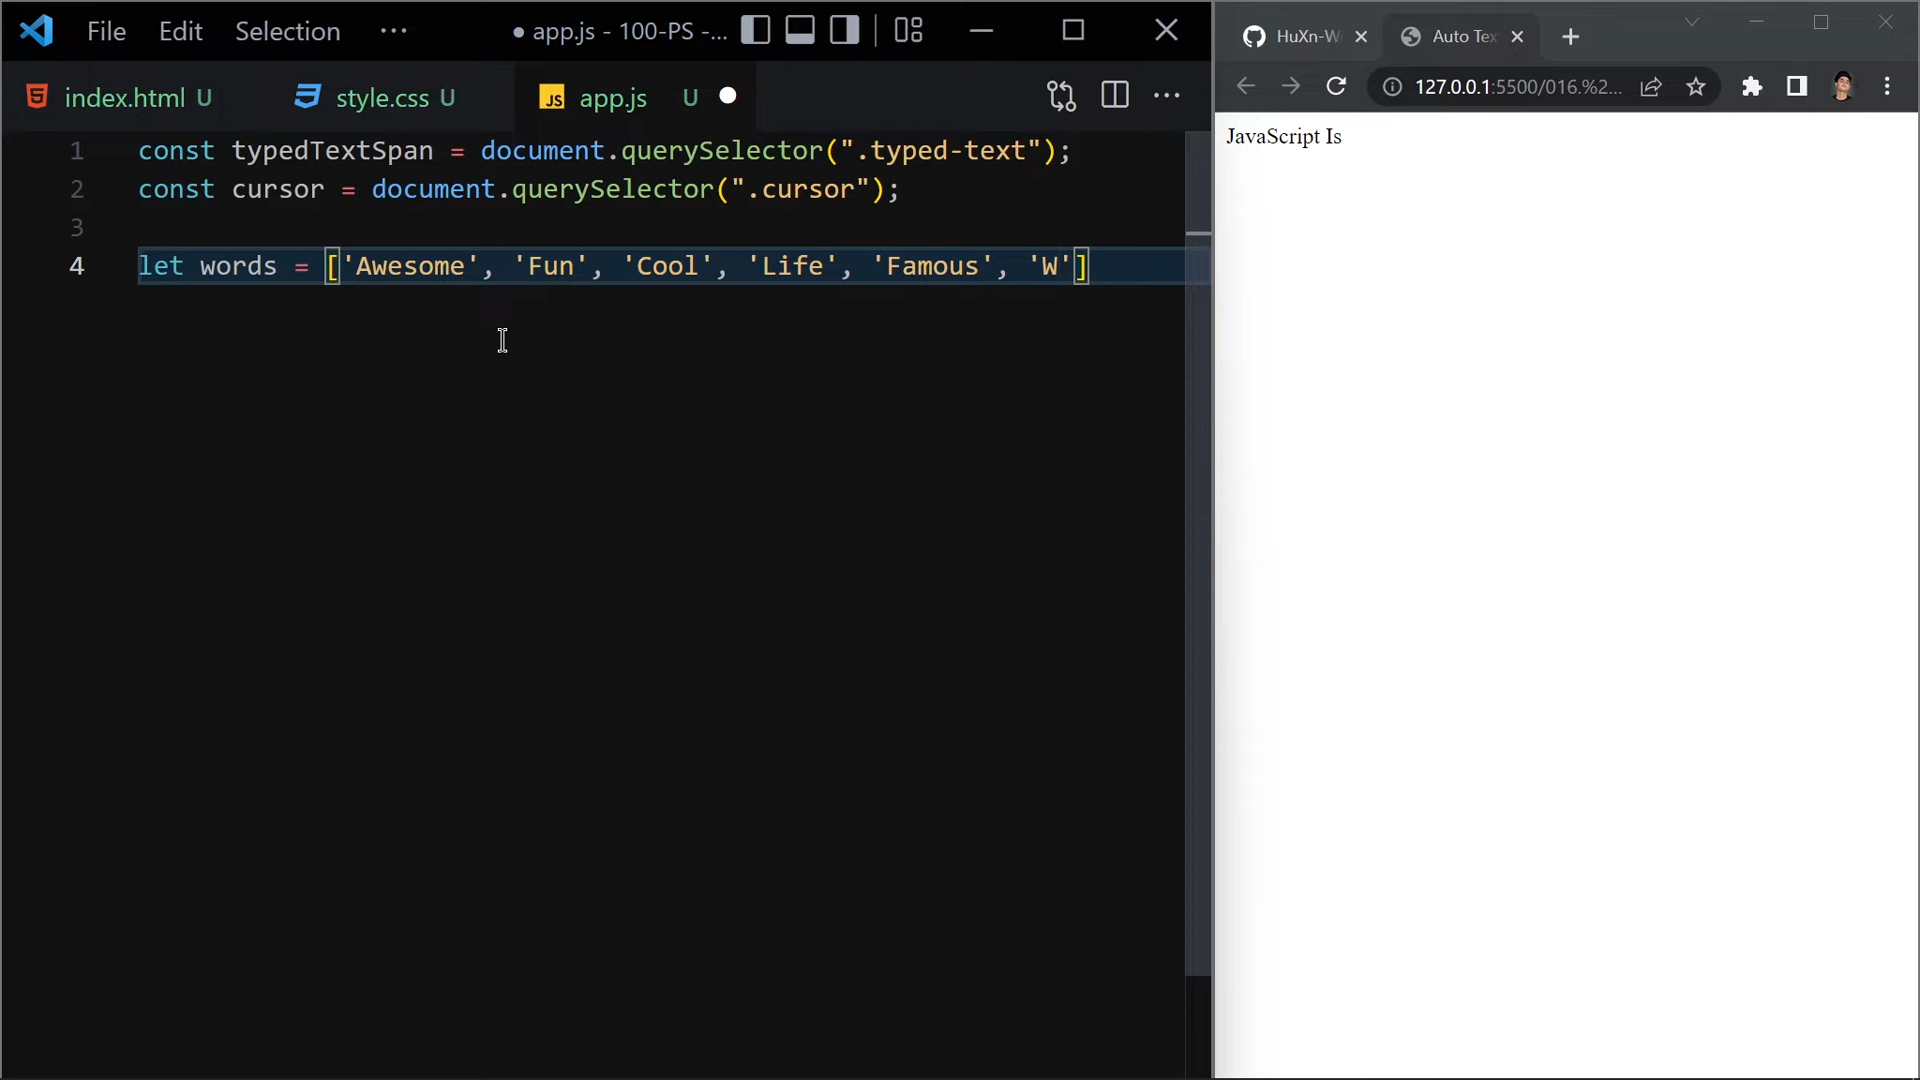 File Edit Selection ··· ● app.js - 100-PS -...
index.html U style.css U JS app.js U
1 const typedTextSpan = document.querySelector(".typed-text");
2 const cursor = document.querySelector(".cursor");
3
4 let words = ['Awesome', 'Fun', 'Cool', 'Life', 'Famous', 'W']
HuXn-W Auto Tex
127.0.0.1:5500/016.%2...
JavaScript Is